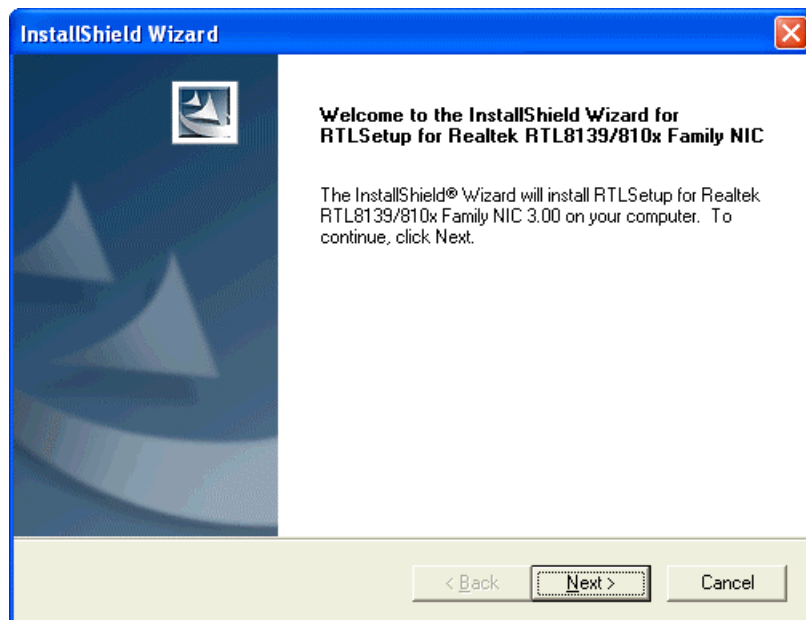 InstallShield Wizard
Welcome to the InstallShield Wizard for
RTLSetup for Realtek RTL8139/810x Family NIC
The InstallShield® Wizard will install RTLSetup for Realtek
RTL8139/810x Family NIC 3.00 on your computer. To
continue, click Next.
< Back Next > Cancel